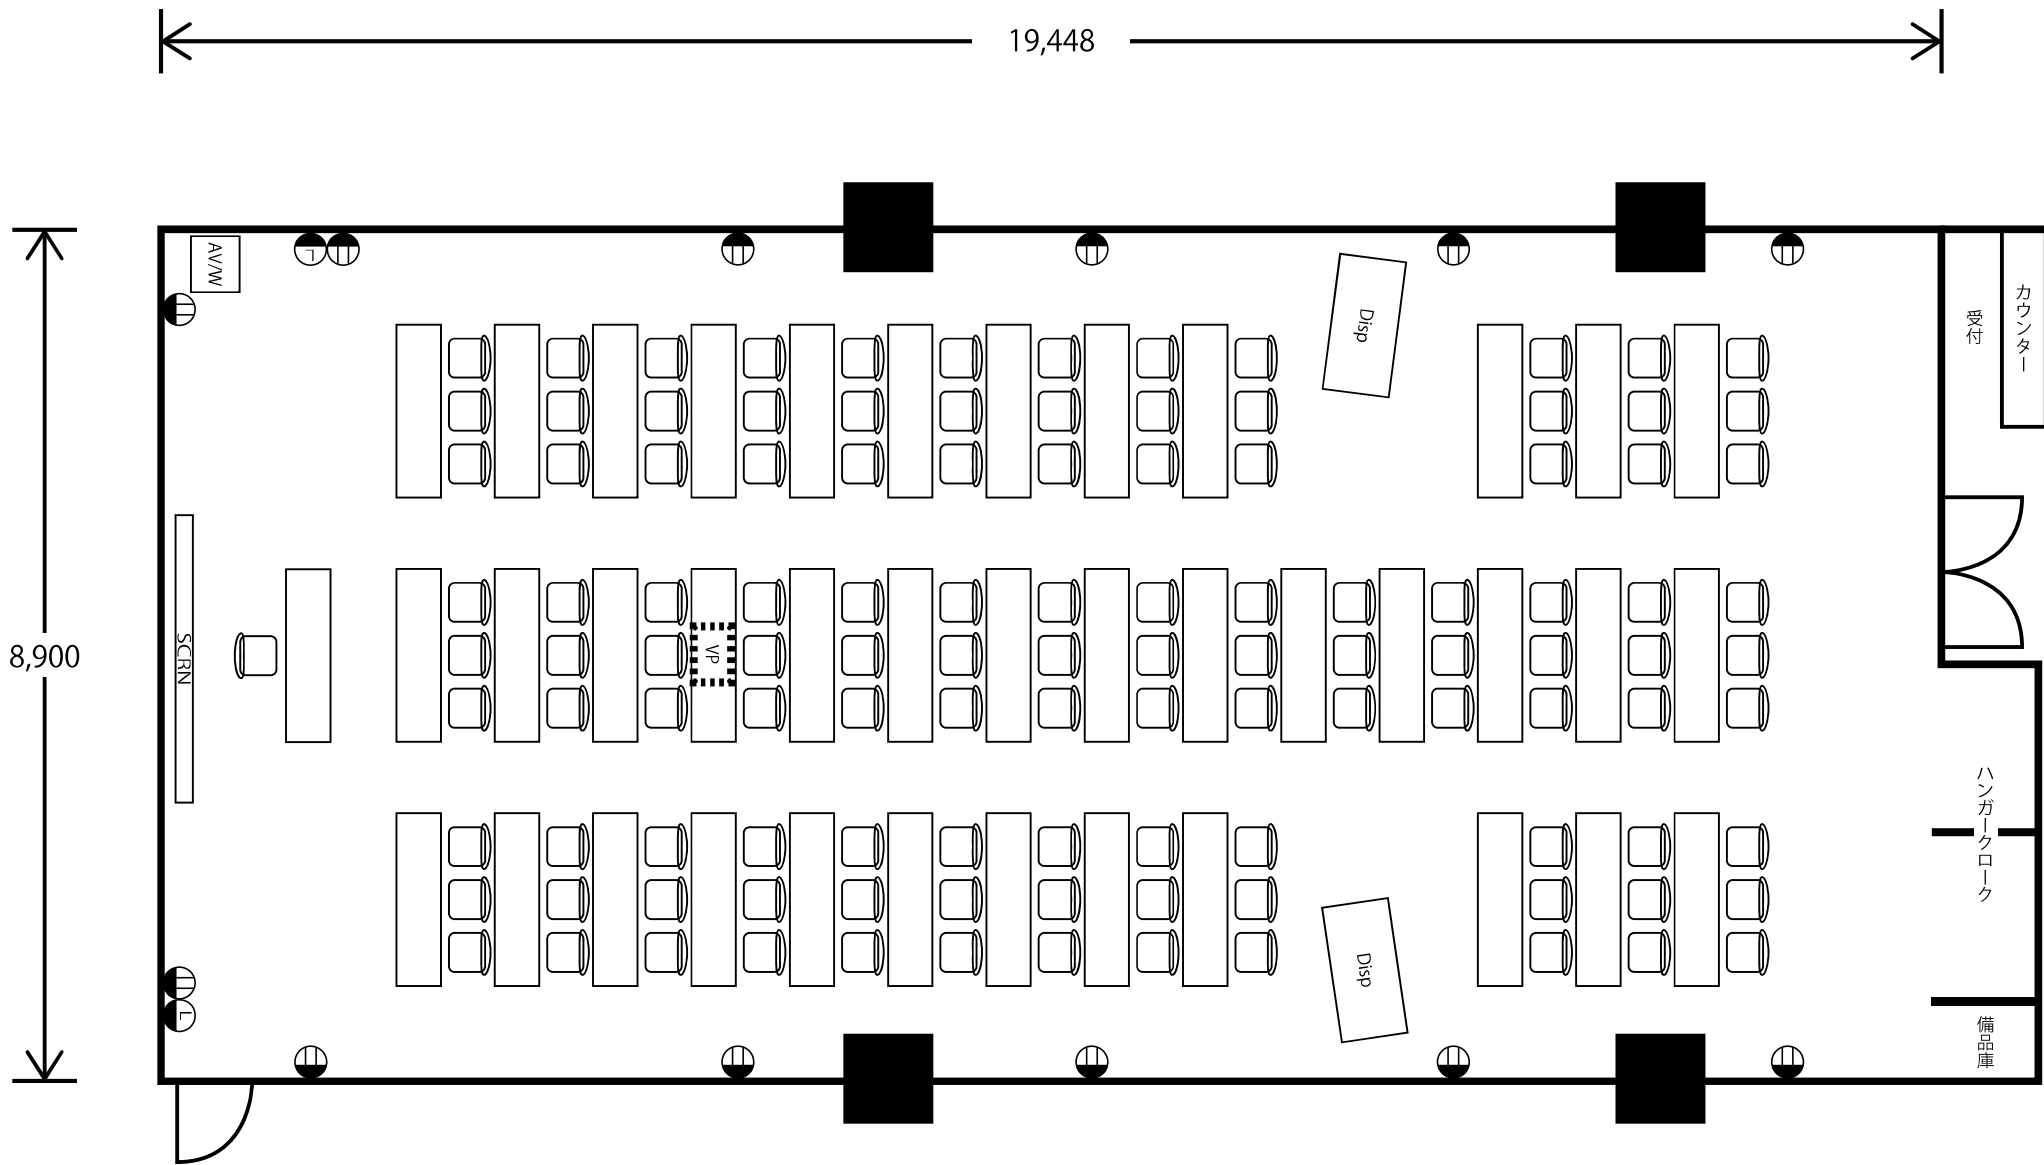 19,448
AV/W
L
Disp
カウンター
受付
8,900
SCRN
VP
ハンガークローク
Disp
L
備品庫